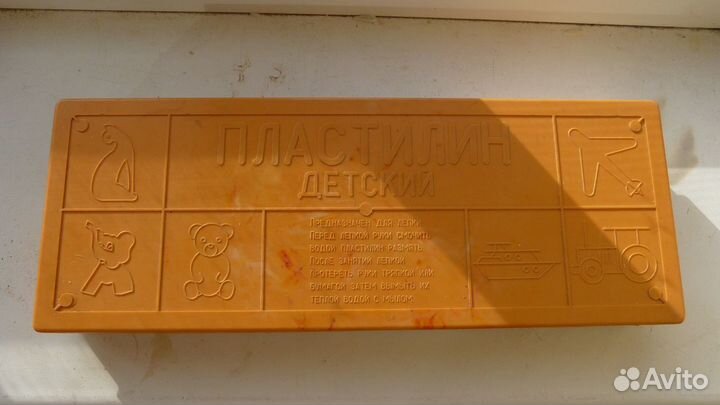 ПЛАСТИЛИН
ДЕТСКИЙ
ПРЕДНАЗНАЧЕН ДЛЯ ЛЕПКИ
ПЕРЕД ЛЕПКОЙ РУКИ СМОЧИТЬ
ВОДОЙ ПЛАСТИЛИН РАЗМЯТЬ
ПОСЛЕ ЗАНЯТИЙ ЛЕПКОЙ
ПРОТЕРЕТЬ РУКИ ТРЯПКОЙ ИЛИ
БУМАГОЙ ЗАТЕМ ВЫМЫТЬ ИХ
ТЕПЛОЙ ВОДОЙ С МЫЛОМ
Avito